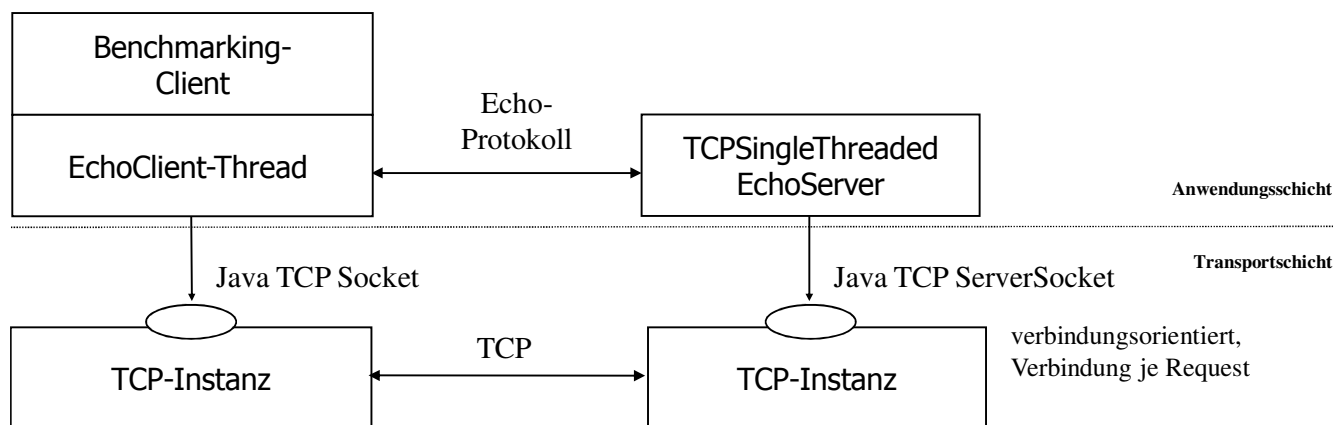 Benchmarking-
Client
EchoClient-Thread
Echo-
Protokoll
TCPSingleThreaded
EchoServer
Anwendungsschicht
Transportschicht
Java TCP Socket
Java TCP ServerSocket
TCP-Instanz
TCP
TCP-Instanz
verbindungsorientiert,
Verbindung je Request